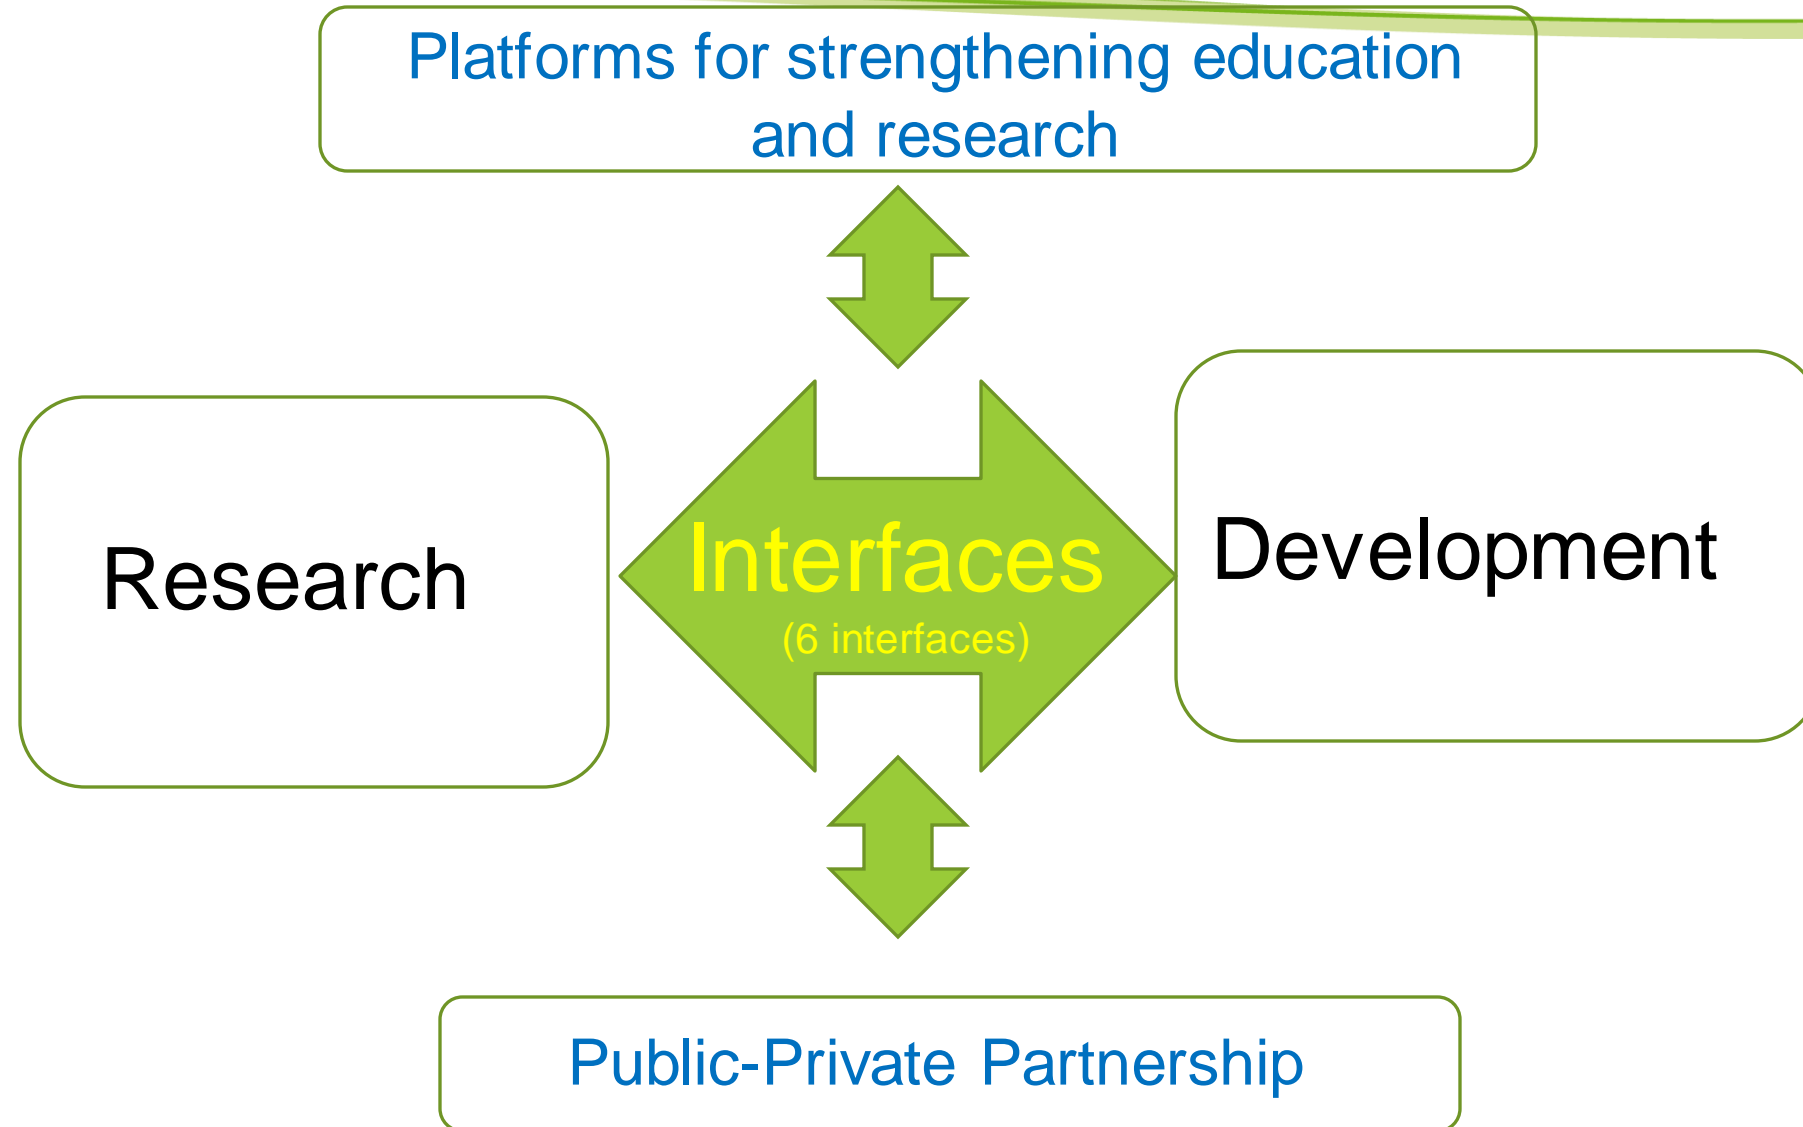 Platforms for strengthening education
and research
Research
Interfaces
(6 interfaces)
Development
Public-Private Partnership